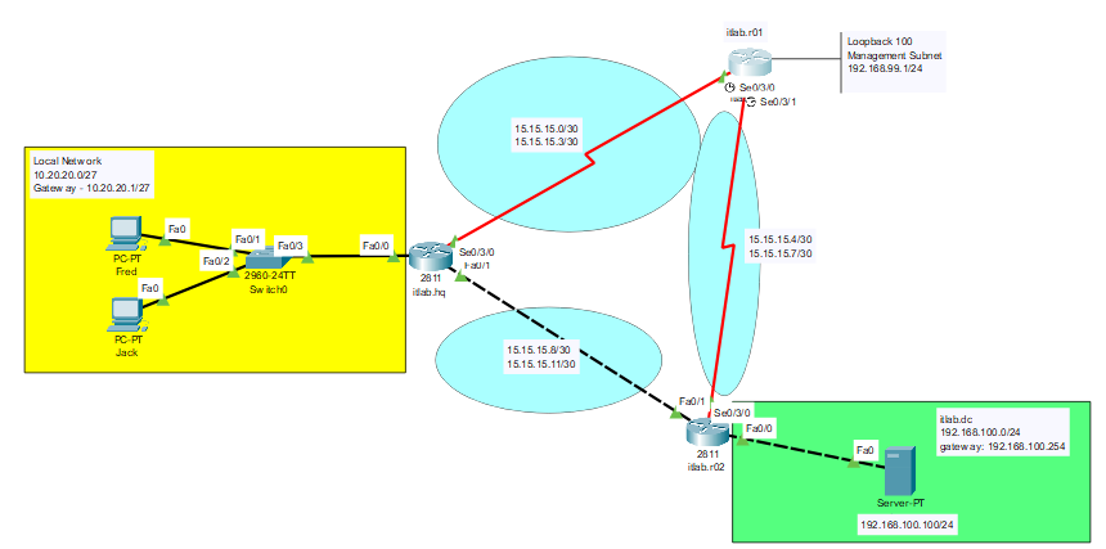 itlab.r01
Loopback 100
Management Subnet
192.168.99.1/24
Se0/3/0
Se0/3/1
15.15.15.0/30
15.15.15.3/30
Local Network
10.20.20.0/27
Gateway - 10.20.20.1/27
Fa0
Fa0/1
Fa0/3
Fa0/0
PC-PT
Fred
Fa0/2
2960-24TT
Switch0
Fa0
PC-PT
Jack
Se0/3/0
Fa0/1
2811
itlab.hq
15.15.15.4/30
15.15.15.7/30
15.15.15.8/30
15.15.15.11/30
Fa0/1
Se0/3/0
Fa0/0
2811
itlab.r02
itlab.dc
192.168.100.0/24
gateway: 192.168.100.254
Fa0
Server-PT
192.168.100.100/24